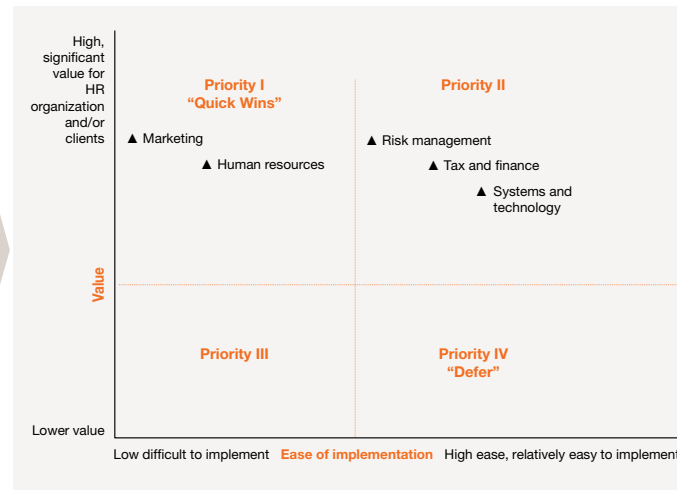 High,
significant
value for
HR
organization
and/or
clients
Priority I
“Quick Wins”
Priority II
▲ Marketing
▲ Human resources
▲ Risk management
▲ Tax and finance
▲ Systems and
technology
Value
Priority III
Priority IV
“Defer”
Lower value
Low difficult to implement Ease of implementation High ease, relatively easy to implement